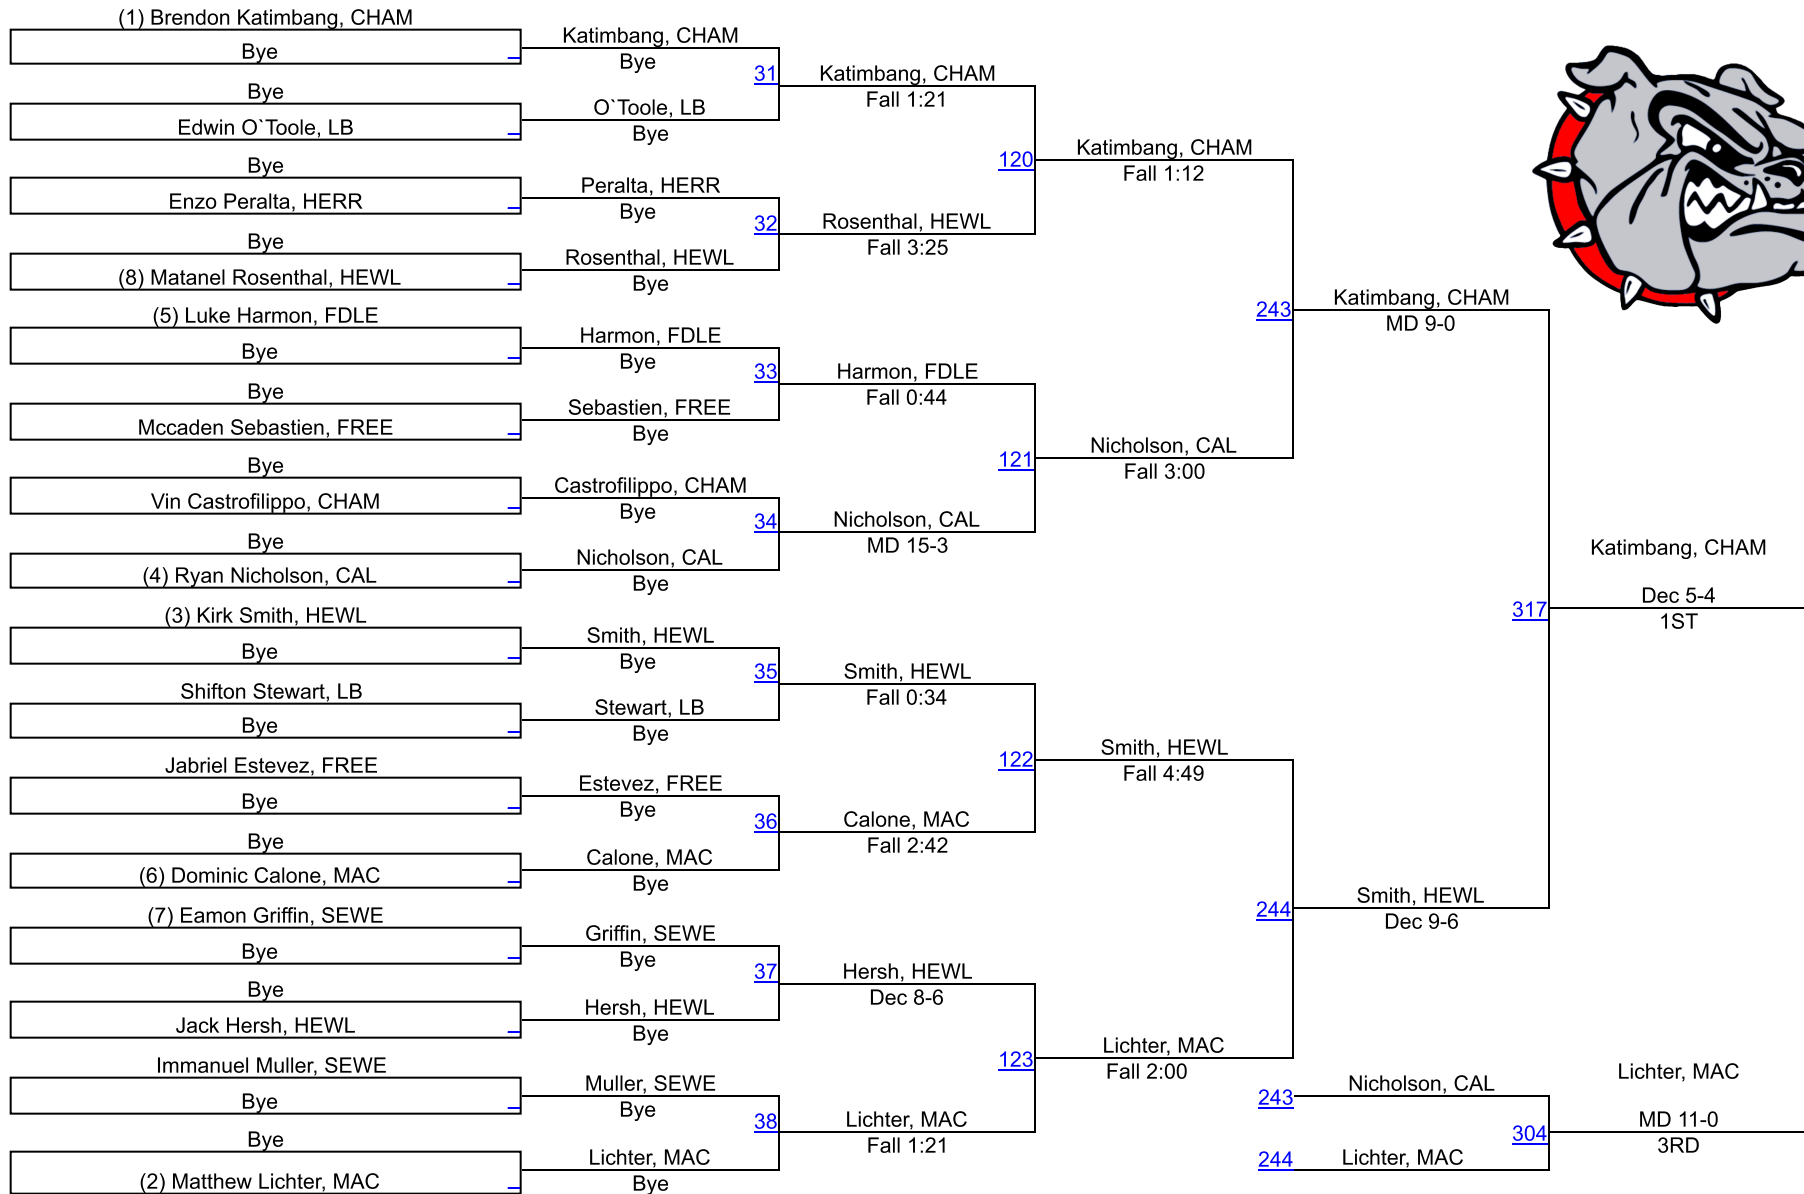 (1) Brendon Katimbang, CHAM
Bye
Bye
Edwin O`Toole, LB
Bye
Enzo Peralta, HERR
Bye
(8) Matanel Rosenthal, HEWL
(5) Luke Harmon, FDLE
Bye
Bye
Mccaden Sebastien, FREE
Bye
Vin Castrofilippo, CHAM
Bye
(4) Ryan Nicholson, CAL
(3) Kirk Smith, HEWL
Bye
Shifton Stewart, LB
Bye
Jabriel Estevez, FREE
Bye
Bye
(6) Dominic Calone, MAC
(7) Eamon Griffin, SEWE
Bye
Bye
Jack Hersh, HEWL
Immanuel Muller, SEWE
Bye
Bye
(2) Matthew Lichter, MAC
Katimbang, CHAM
Bye
31
O`Toole, LB
Bye
Peralta, HERR
Bye
32
Rosenthal, HEWL
Bye
Harmon, FDLE
Bye
33
Sebastien, FREE
Bye
Castrofilippo, CHAM
Bye
34
Nicholson, CAL
Bye
Smith, HEWL
Bye
35
Stewart, LB
Bye
Estevez, FREE
Bye
36
Calone, MAC
Bye
Griffin, SEWE
Bye
37
Hersh, HEWL
Bye
Muller, SEWE
Bye
38
Lichter, MAC
Bye
Katimbang, CHAM
Fall 1:21
120
Rosenthal, HEWL
Fall 3:25
Harmon, FDLE
Fall 0:44
121
Nicholson, CAL
MD 15-3
Smith, HEWL
Fall 0:34
122
Calone, MAC
Fall 2:42
Hersh, HEWL
Dec 8-6
123
Lichter, MAC
Fall 1:21
Katimbang, CHAM
Fall 1:12
243
Nicholson, CAL
Fall 3:00
Smith, HEWL
Fall 4:49
244
Lichter, MAC
Fall 2:00
Katimbang, CHAM
MD 9-0
317
Smith, HEWL
Dec 9-6
Katimbang, CHAM
Dec 5-4
1ST
243
Nicholson, CAL
304
244
Lichter, MAC
Lichter, MAC
MD 11-0
3RD